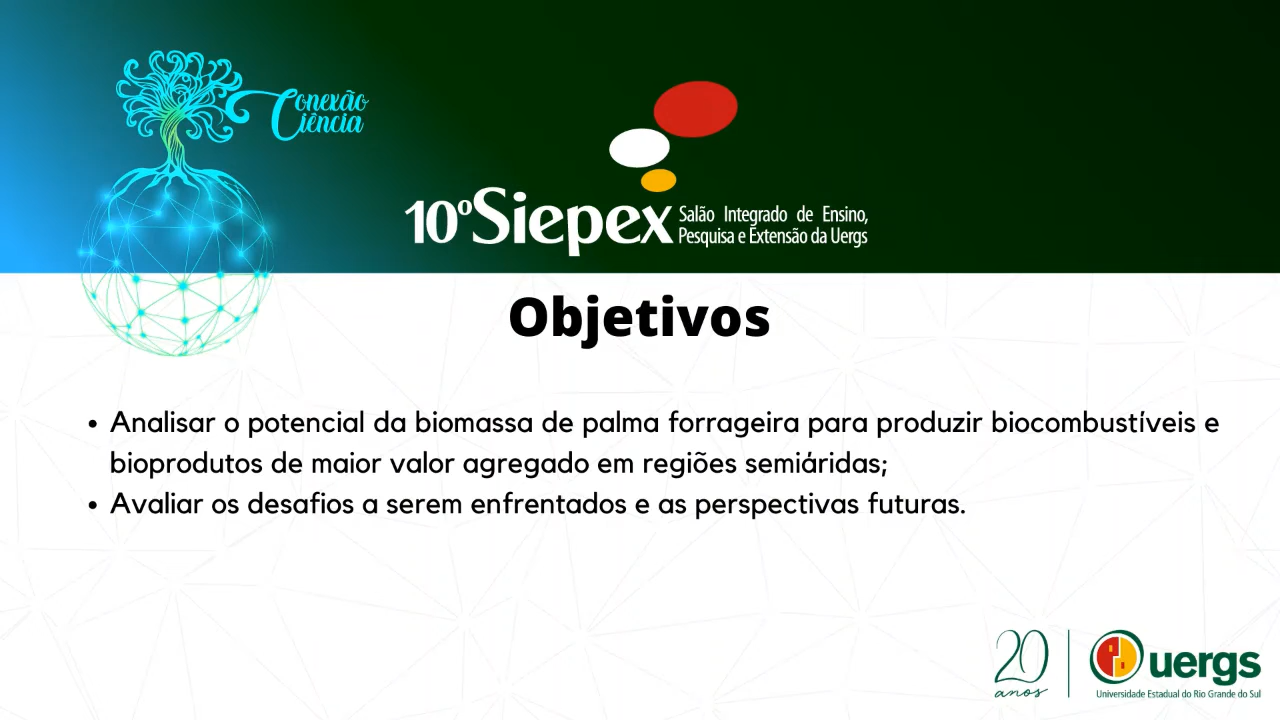 Conexão
Ciência
10º Siepex
Salão Integrado de Ensino,
Pesquisa e Extensão da Uergs
Objetivos
• Analisar o potencial da biomassa de palma forrageira para produzir biocombustíveis e
bioprodutos de maior valor agregado em regiões semiáridas;
• Avaliar os desafios a serem enfrentados e as perspectivas futuras.
20
anos
uergs
Universidade Estadual do Rio Grande do Sul